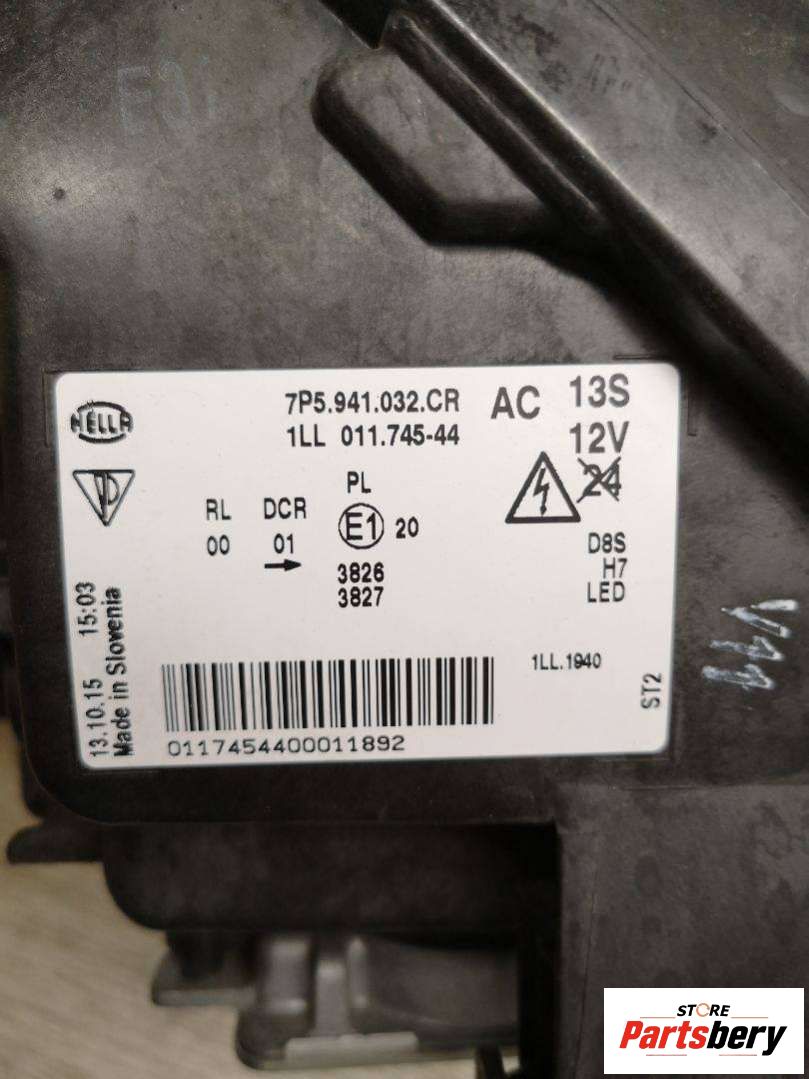 E37
HELLA
7P5.941.032.CR
1LL 011.745-44
AC
13S
12V
24
RL
DCR
PL
00
01
E1
20
3826
3827
D8S
H7
LED
13.10.15 15:03
Made in Slovenia
1LL.1940
ST2
0117454400011892
STORE
Partsbery